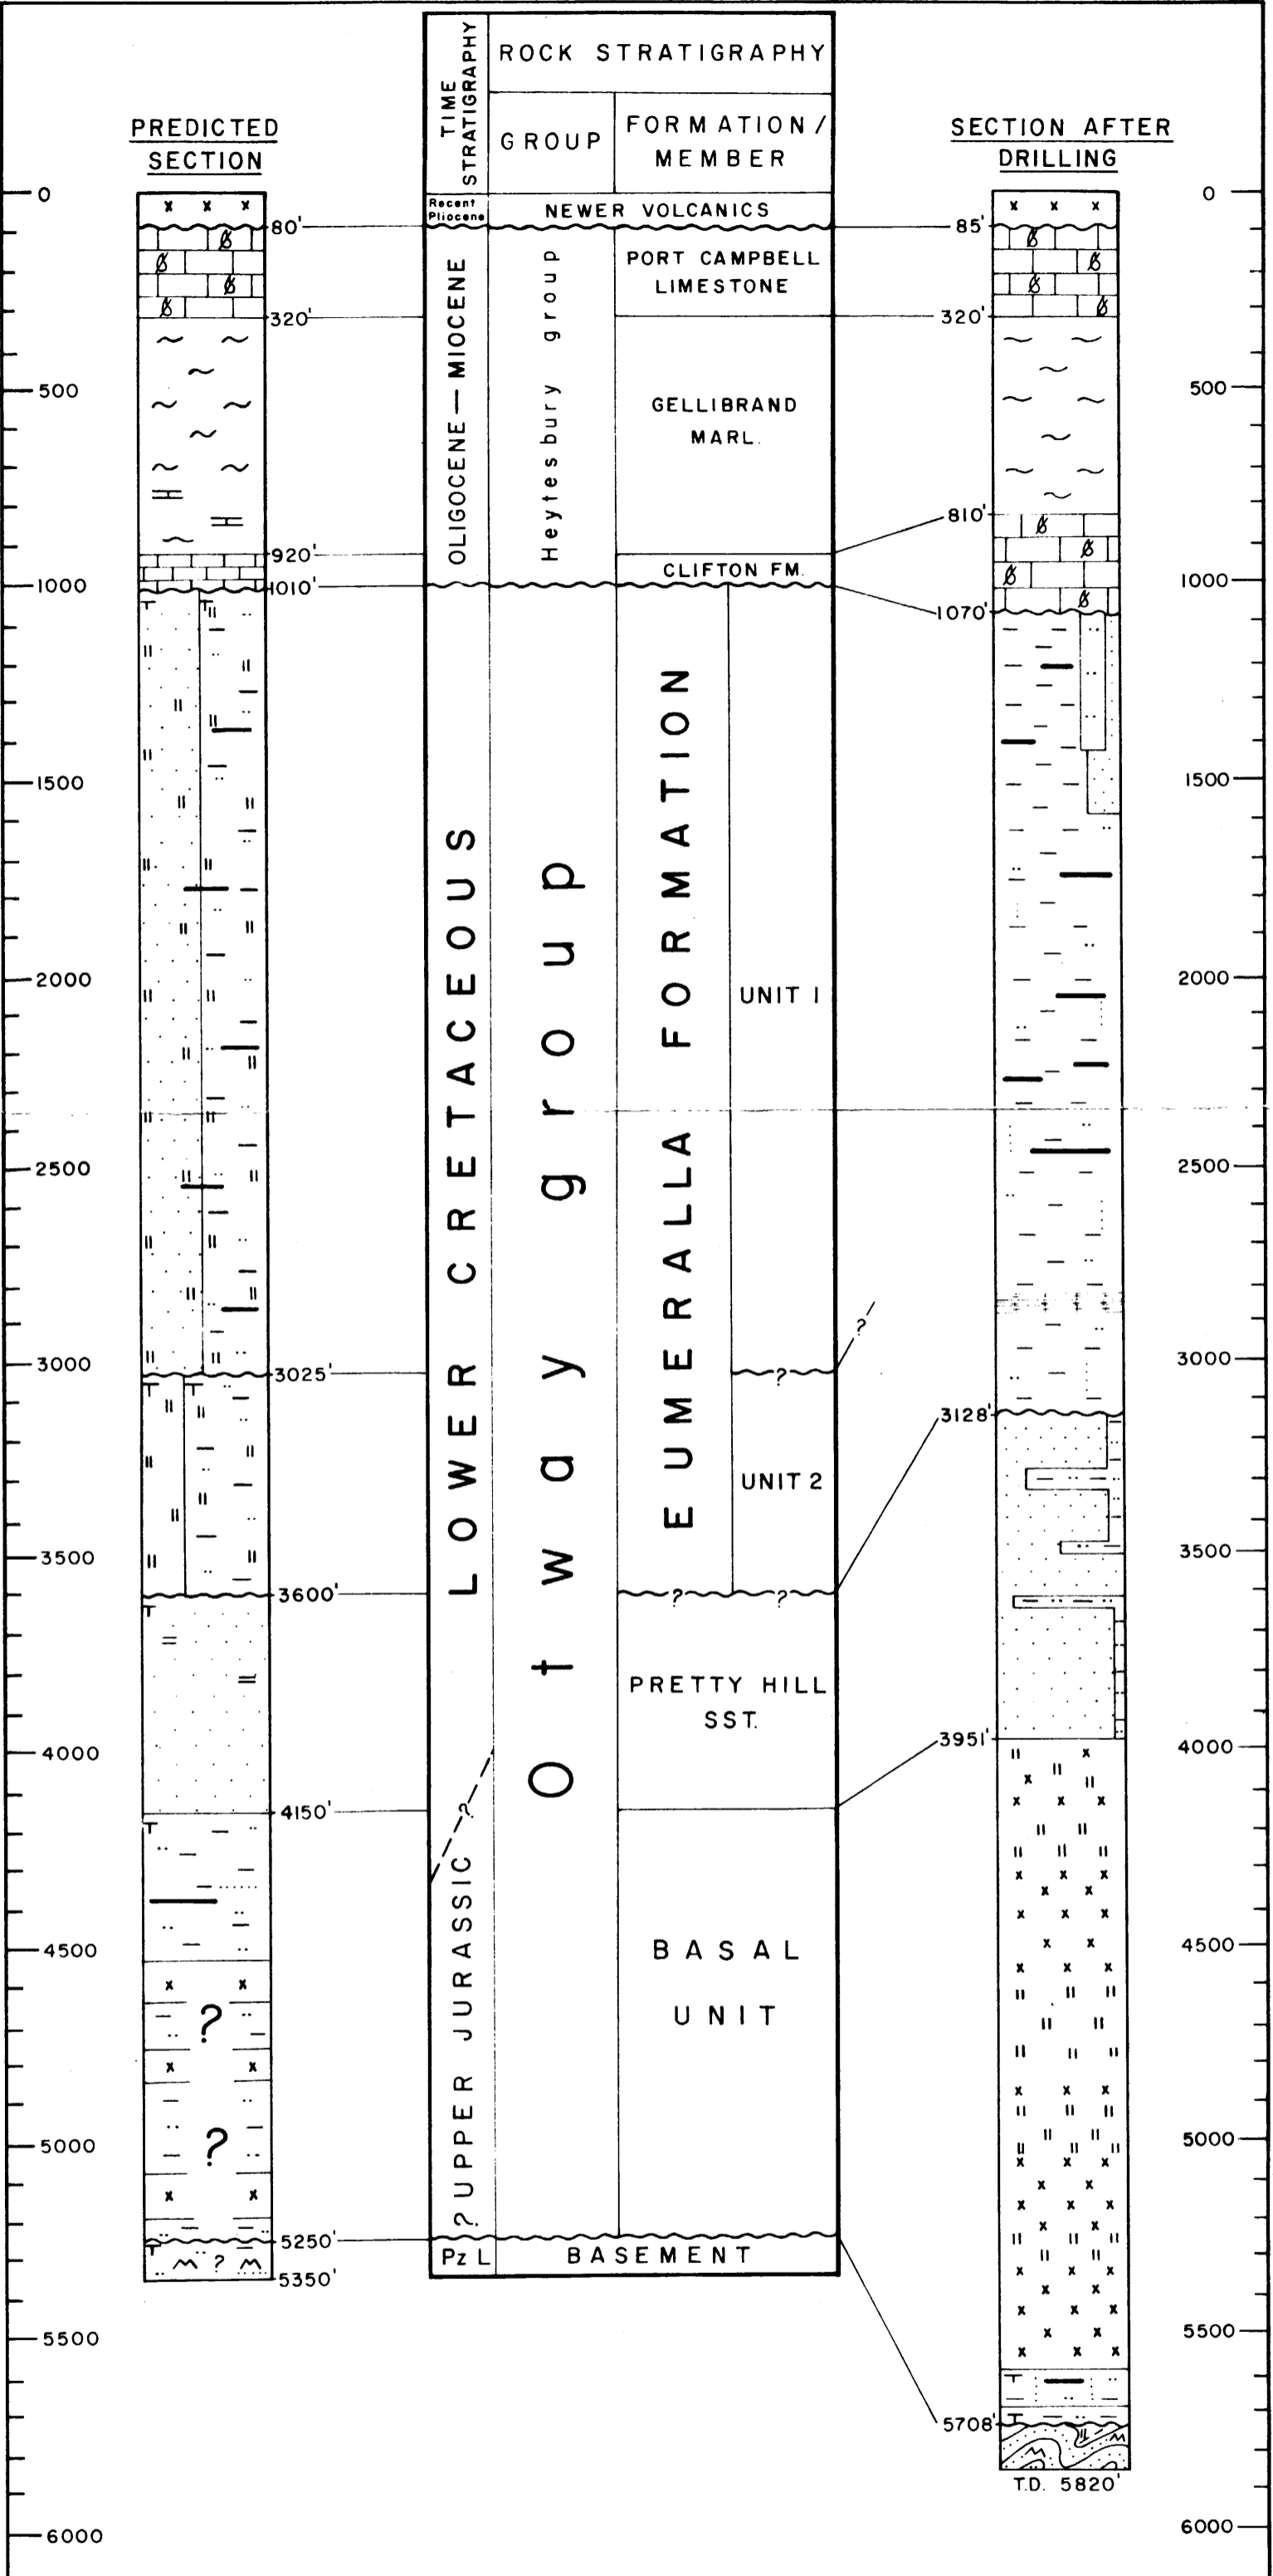 TIME
STRATIGRAPHY
ROCK STRATIGRAPHY
GROUP
FORMATION /
MEMBER
PREDICTED
SECTION
SECTION AFTER
DRILLING
0
0
Recent
Pliocene
NEWER VOLCANICS
80'
85'
OLIGOCENE — MIOCENE
Heytesbury group
PORT CAMPBELL
LIMESTONE
320'
320'
500
500
GELLIBRAND
MARL.
810'
920'
CLIFTON FM.
1000
1010'
1000
1070'
LOWER CRETACEOUS
Otway group
EUMERALLA FORMATION
1500
1500
2000
2000
UNIT 1
2500
2500
3000
3025'
?
?
3000
3128'
UNIT 2
3500
3500
3600'
? ?
PRETTY HILL
SST.
3951'
4000
4000
?
4150'
? UPPER JURASSIC
4500
4500
BASAL
UNIT
?
5000
5000
?
5250'
Pz L
BASEMENT
?
5350'
5500
5500
5708'
T.D. 5820'
6000
6000